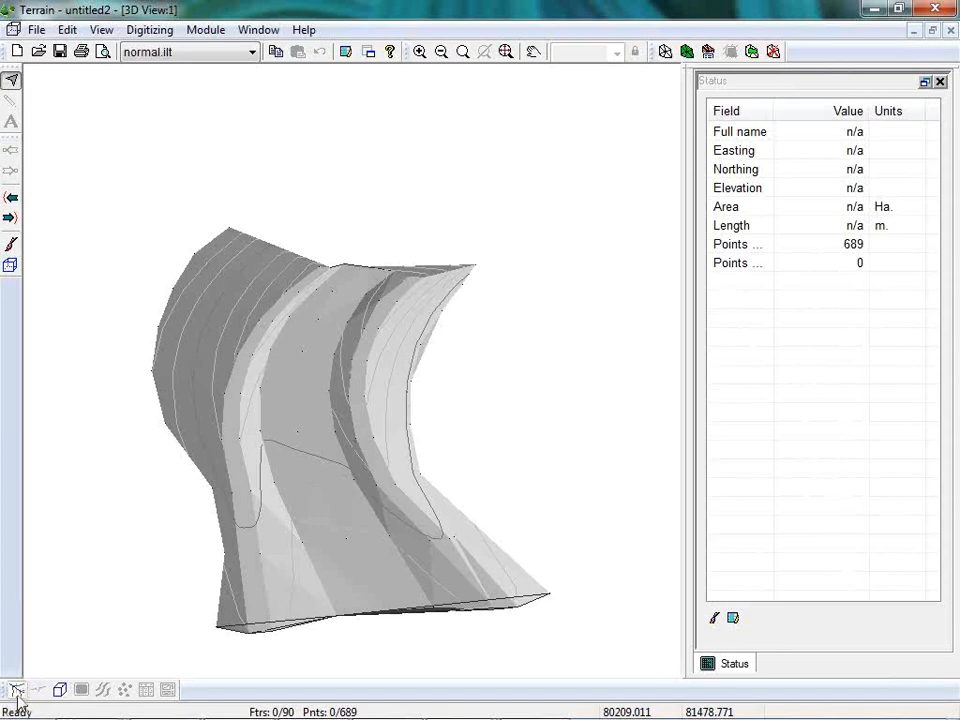 Terrain - untitled2 - [3D View:1]
File Edit View Digitizing Module Window Help
normal.ilt
Status
Field Value Units
Full name n/a
Easting n/a
Northing n/a
Elevation n/a
Area n/a Ha.
Length n/a m.
Points ... 689
Points ... 0
Status
Ready Ftrs: 0/90 Pnts: 0/689 80209.011 81478.771